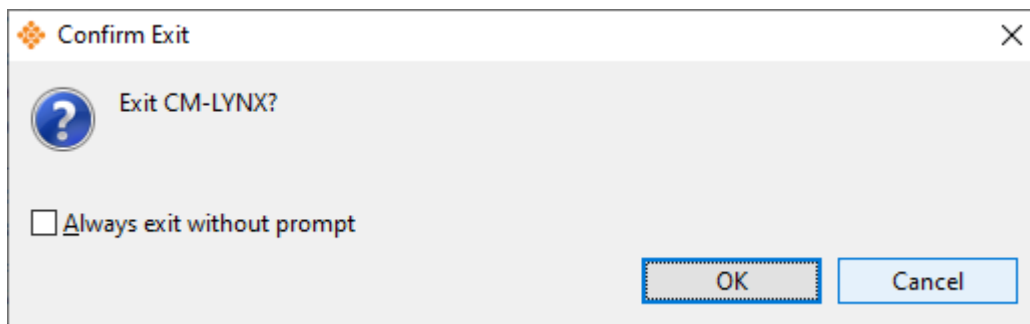 Confirm Exit
Exit CM-LYNX?
Always exit without prompt
OK
Cancel